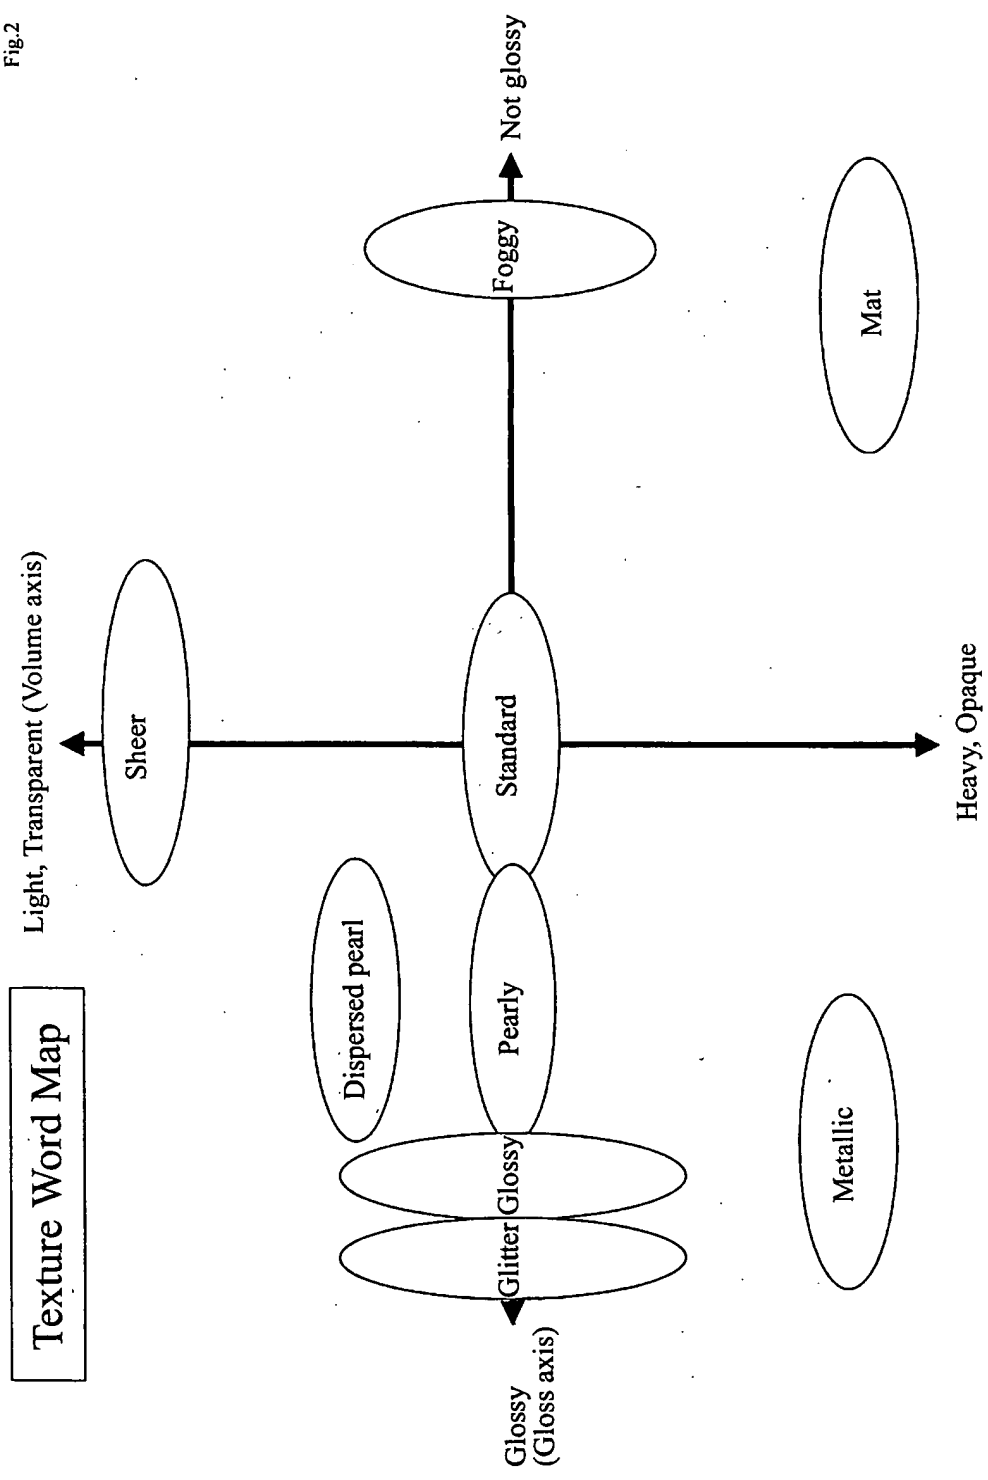 Fig.2
Texture Word Map
Light, Transparent (Volume axis)
Sheer
Dispersed pearl
Glossy
(Gloss axis)
Glitter
Glossy
Pearly
Standard
Foggy
Not glossy
Metallic
Mat
Heavy, Opaque